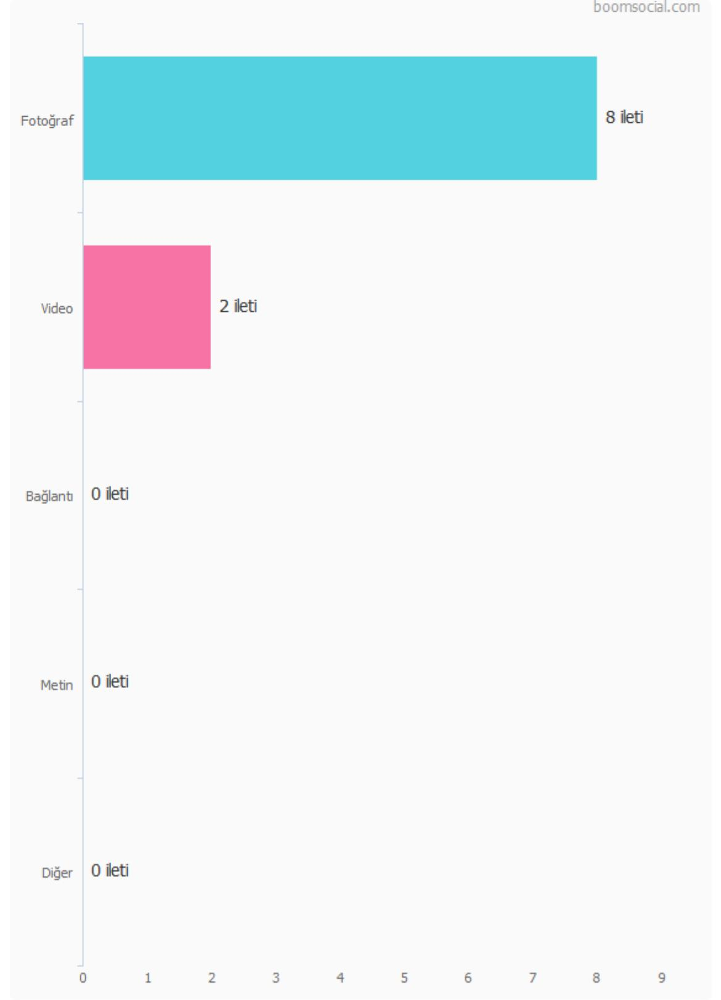 boomsocial.com
Fotoğraf 8 ileti
Video 2 ileti
Bağlantı 0 ileti
Metin 0 ileti
Diğer 0 ileti
0 1 2 3 4 5 6 7 8 9